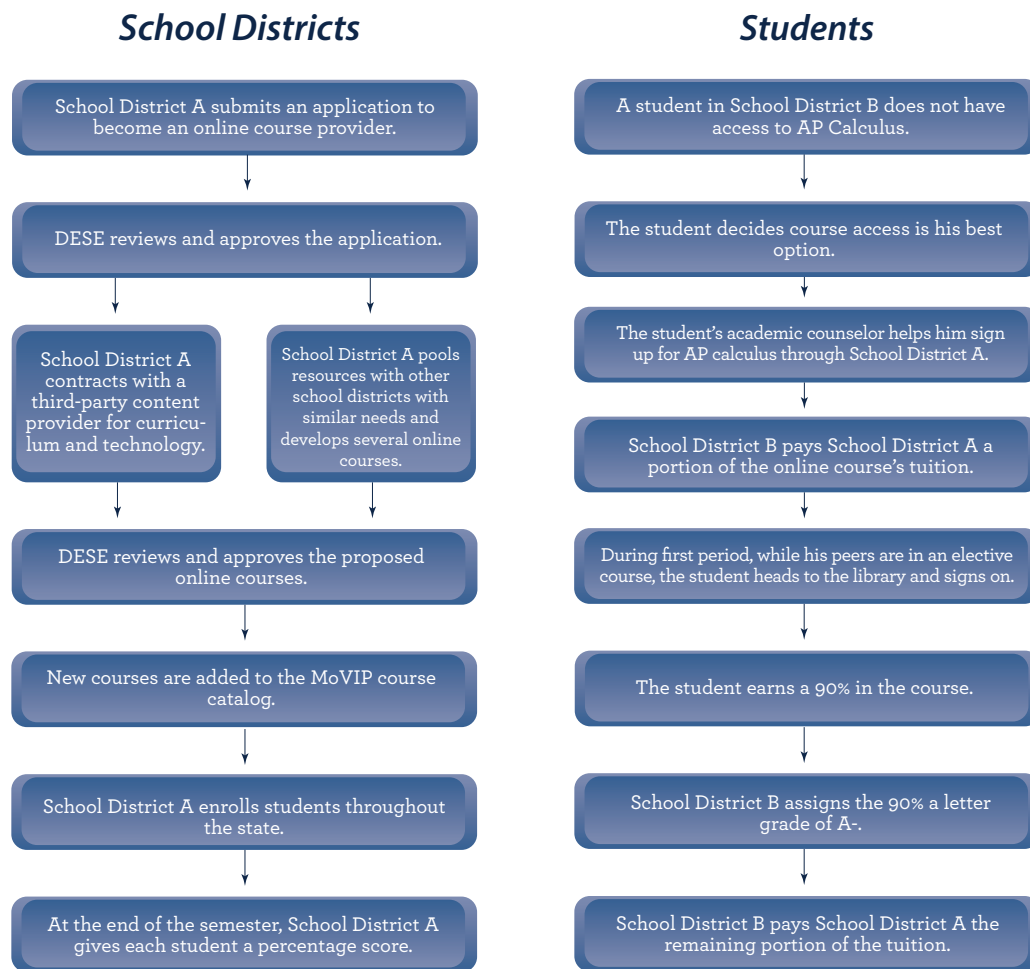 School Districts
School District A submits an application to
become an online course provider.
DESE reviews and approves the application.
School District A
contracts with a
third-party content
provider for curricu-
lum and technology.
School District A pools
resources with other
school districts with
similar needs and
develops several online
courses.
DESE reviews and approves the proposed
online courses.
New courses are added to the MoVIP course
catalog.
School District A enrolls students throughout
the state.
At the end of the semester, School District A
gives each student a percentage score.
Students
A student in School District B does not have
access to AP Calculus.
The student decides course access is his best
option.
The student's academic counselor helps him sign
up for AP calculus through School District A.
School District B pays School District A a
portion of the online course's tuition.
During first period, while his peers are in an elective
course, the student heads to the library and signs on.
The student earns a 90% in the course.
School District B assigns the 90% a letter
grade of A-.
School District B pays School District A the
remaining portion of the tuition.